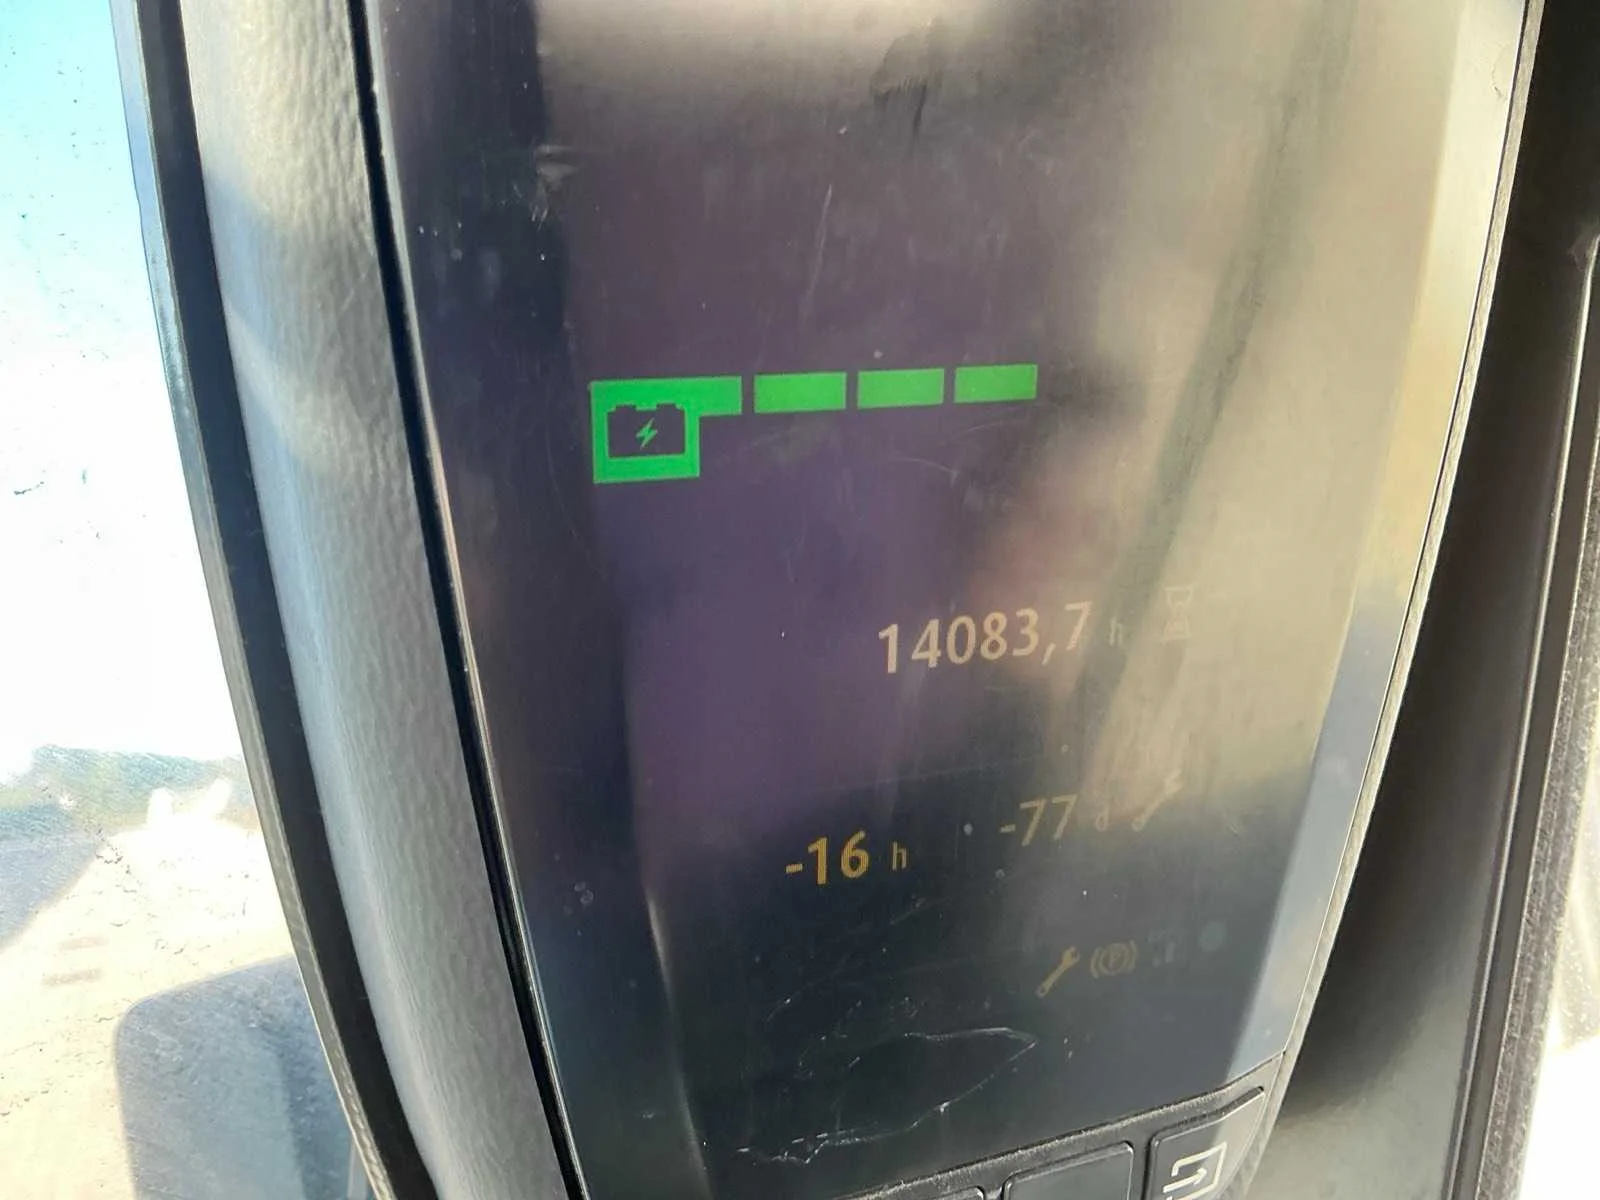 14083,7 h
-16 h -77 d
(P)